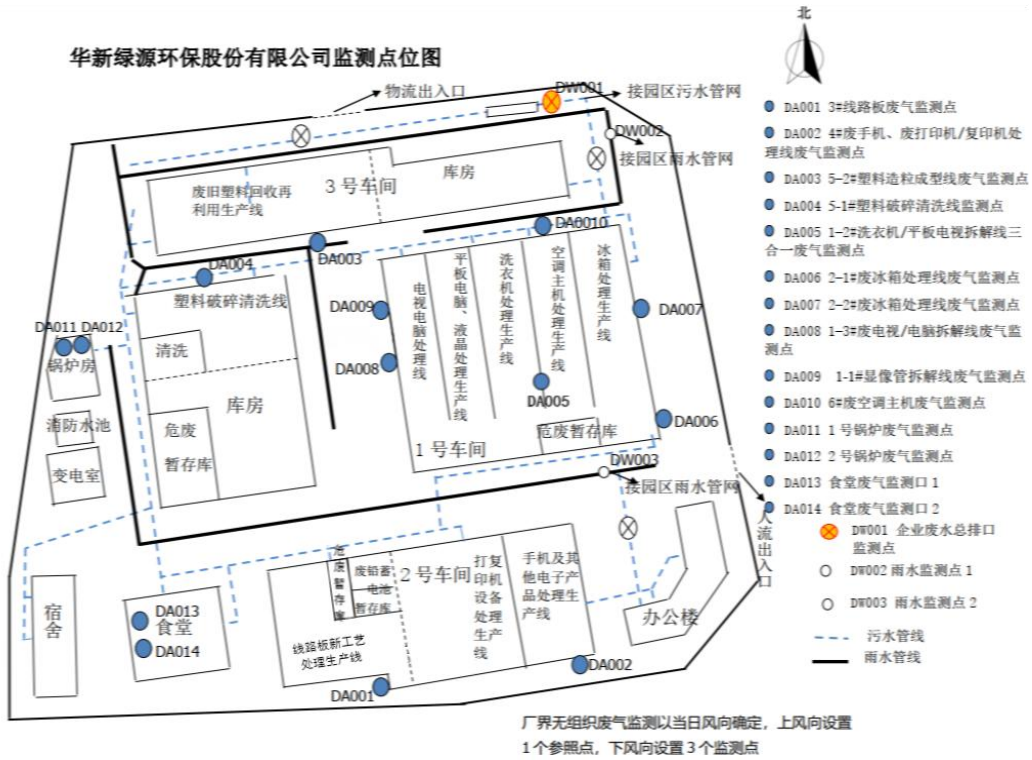 华新绿源环保股份有限公司监测点位图
北
物流出入口
DW001
接园区污水管网
DW002
接园区雨水管网
废旧塑料回收再
利用生产线
3号车间
库房
DA003
DA0010
DA004
塑料破碎清洗线
清洗
库房
危废
暂存库
DA011 DA012
锅炉房
消防水池
变电室
DA009
DA008
电视电脑处理线
平板电脑、液晶处理生产线
洗衣机处理生产线
空调主机处理生产线
冰箱处理生产线
DA007
DA005
DA006
1号车间
危废暂存库
DW003
接园区雨水管网
人流出入口
宿舍
DA013
食堂
DA014
危废暂存库
废铅蓄
电池
暂存库
2号车间
线路板新工艺
处理生产线
打复印机设备处理生产线
手机及其
他电子产
品处理生
产线
办公楼
DA001
DA002
DA001 3#线路板废气监测点
DA002 4#废手机、废打印机/复印机处
理线废气监测点
DA003 5-2#塑料造粒成型线废气监测点
DA004 5-1#塑料破碎清洗线监测点
DA005 1-2#洗衣机/平板电视拆解线三
合一废气监测点
DA006 2-1#废冰箱处理线废气监测点
DA007 2-2#废冰箱处理线废气监测点
DA008 1-3#废电视/电脑拆解线废气监
测点
DA009 1-1#显像管拆解线废气监测点
DA010 6#废空调主机废气监测点
DA011 1号锅炉废气监测点
DA012 2号锅炉废气监测点
DA013 食堂废气监测口1
DA014 食堂废气监测口2
DW001 企业废水总排口
监测点
DW002 雨水监测点1
DW003 雨水监测点2
污水管线
雨水管线
厂界无组织废气监测以当日风向确定，上风向设置
1个参照点，下风向设置3个监测点